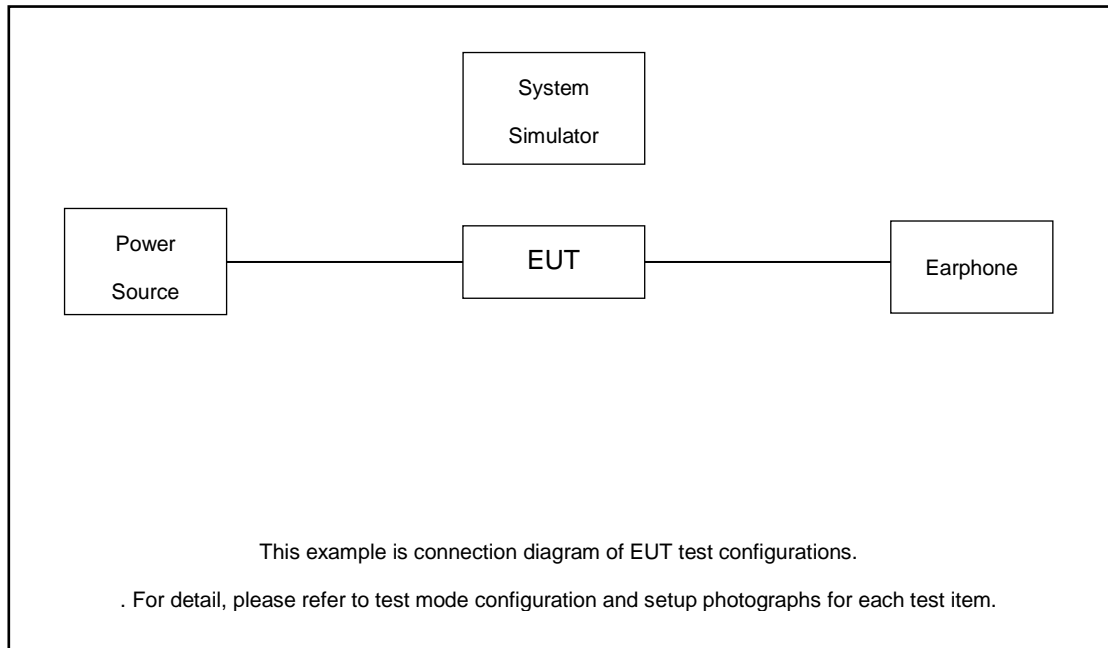 System
Simulator
Power
Source
EUT
Earphone
This example is connection diagram of EUT test configurations.
. For detail, please refer to test mode configuration and setup photographs for each test item.